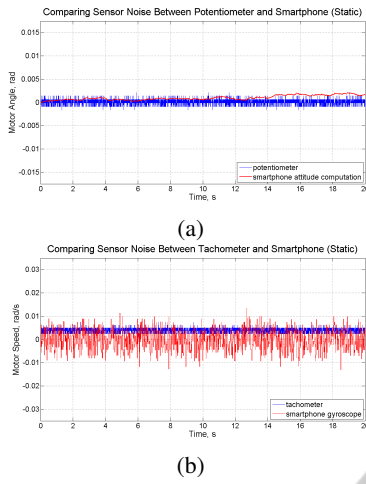 Comparing Sensor Noise Between Potentiometer and Smartphone (Static)
0.015
0.01
0.005
0
-0.005
-0.01
-0.015
Motor Angle, rad
potentiometer
smartphone attitude computation
0 2 4 6 8 10 12 14 16 18 20
Time, s
(a)
Comparing Sensor Noise Between Tachometer and Smartphone (Static)
0.03
0.02
0.01
0
-0.01
-0.02
-0.03
Motor Speed, rad/s
tachometer
smartphone gyroscope
0 2 4 6 8 10 12 14 16 18 20
Time, s
(b)